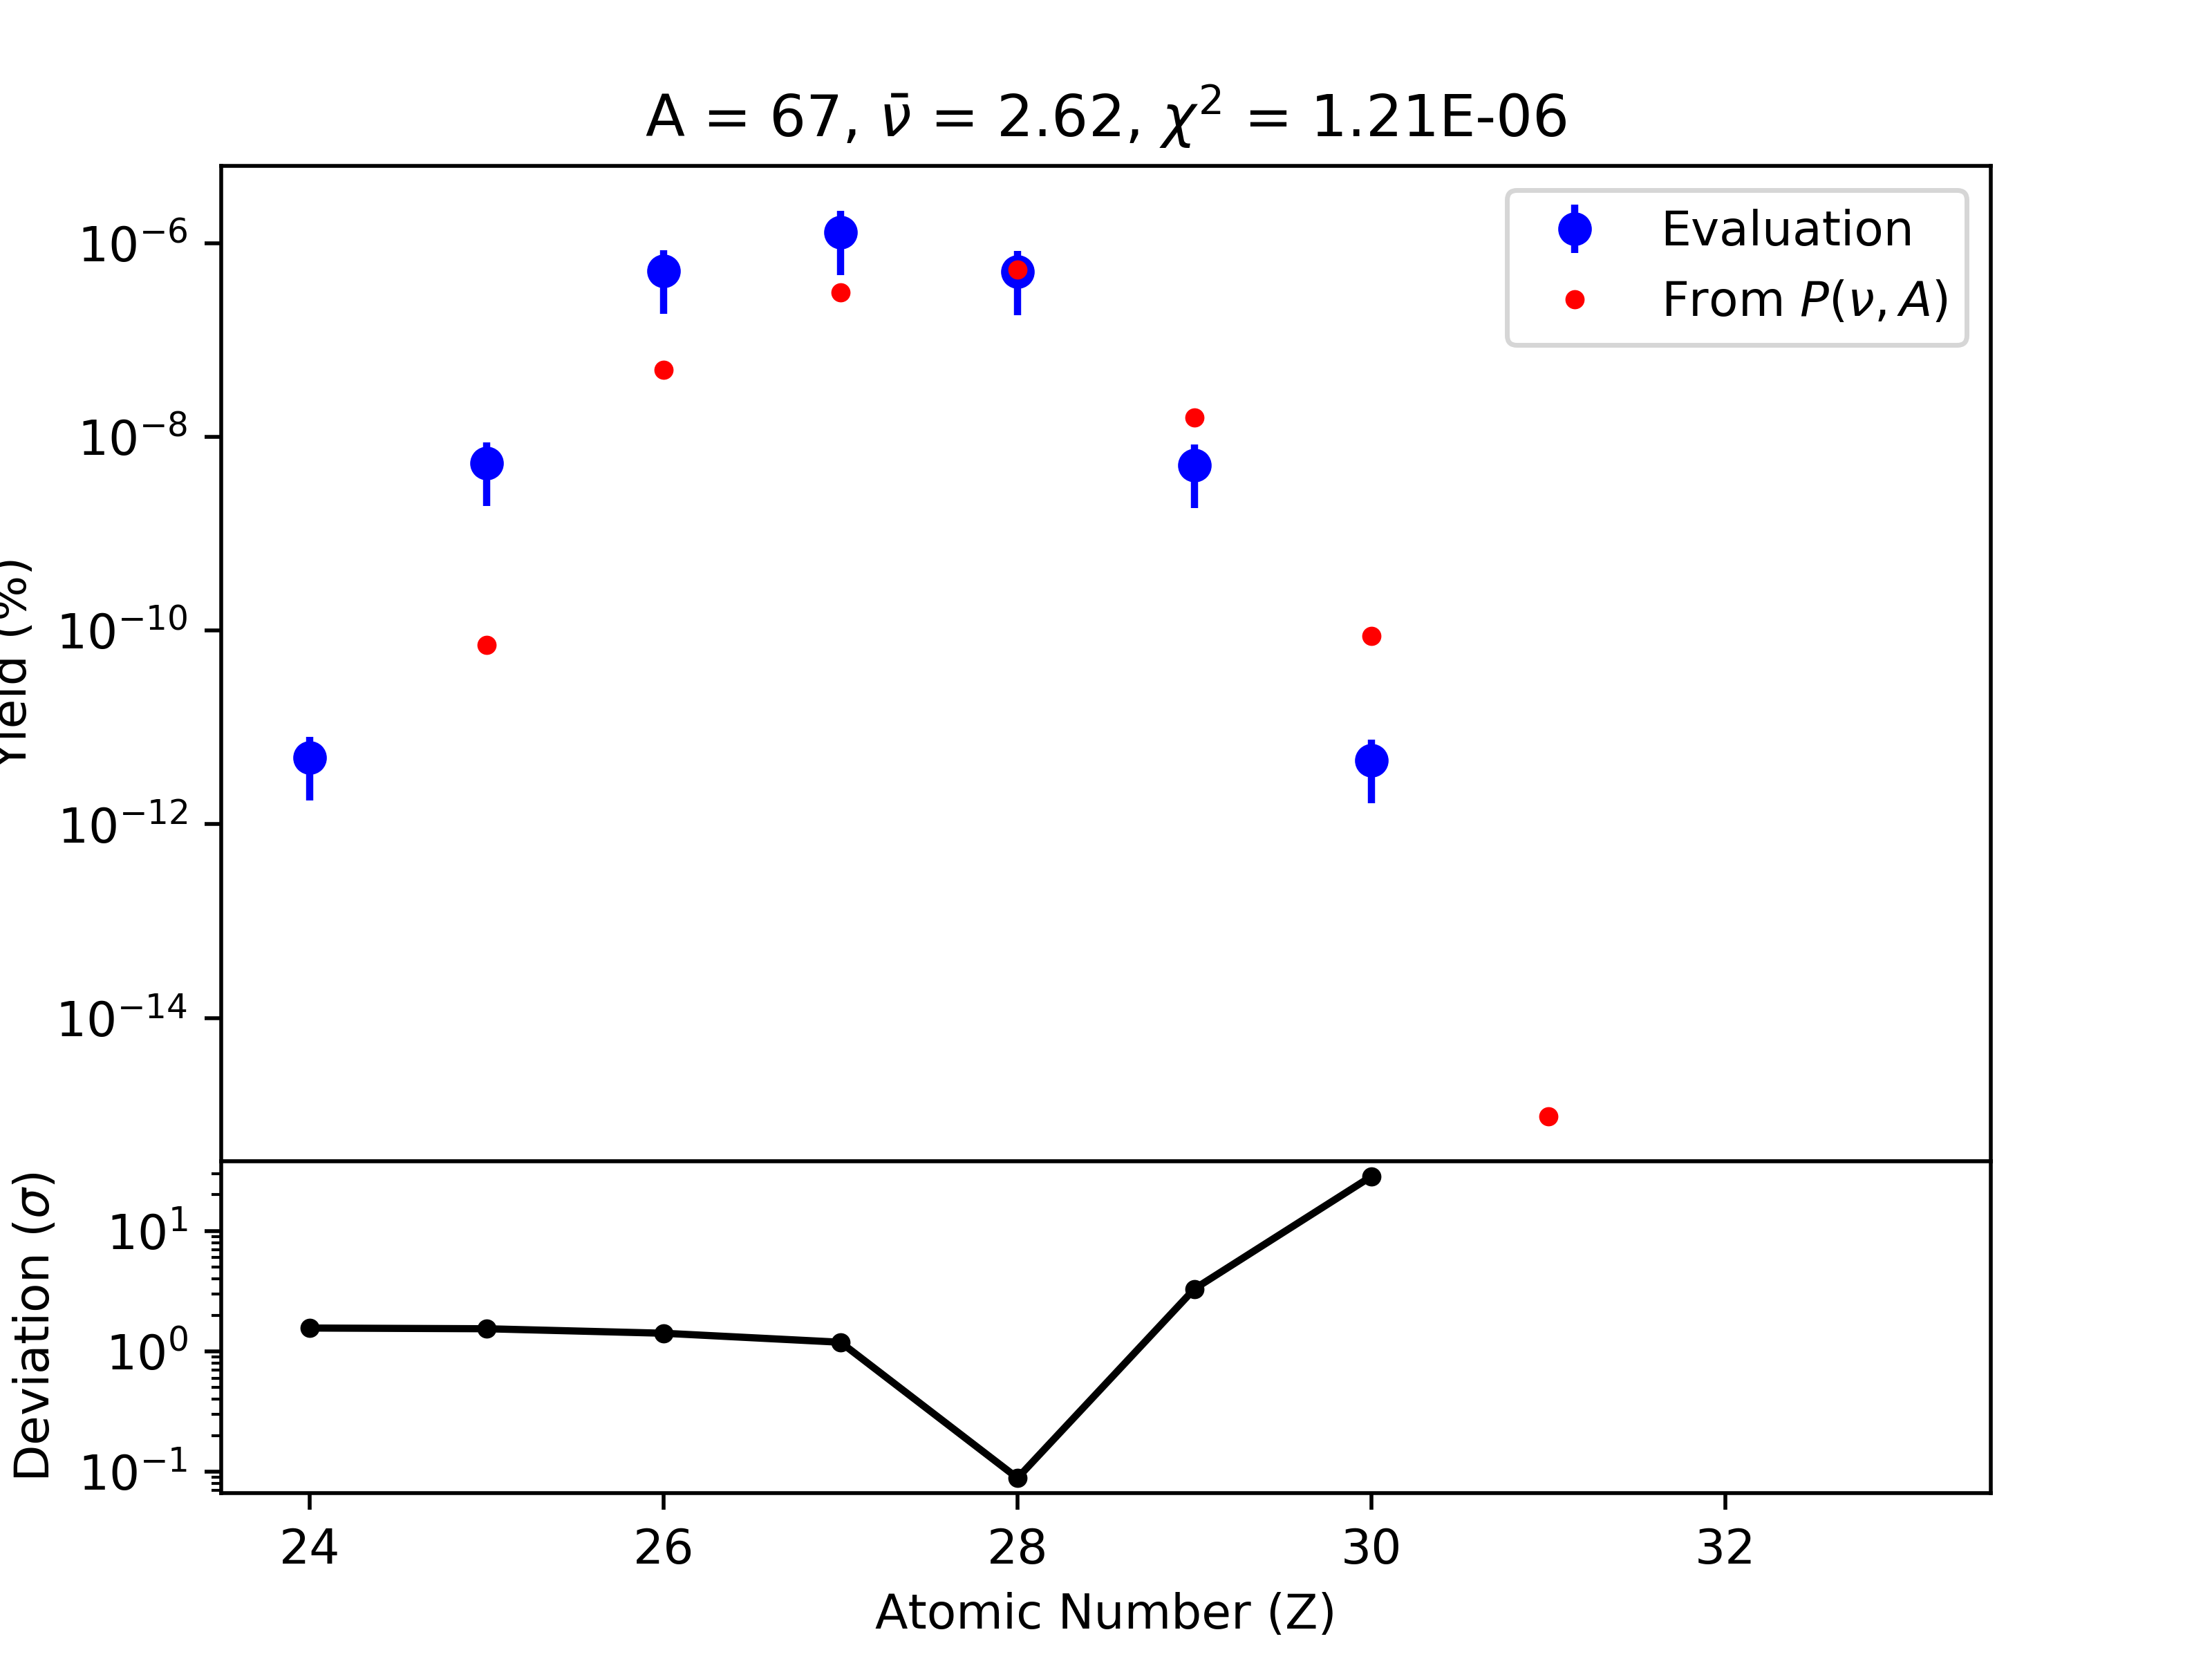 A = 67, ν̄ = 2.62, χ² = 1.21E-06
Evaluation
From P(ν, A)
Yield (%)
10⁻⁶
10⁻⁸
10⁻¹⁰
10⁻¹²
10⁻¹⁴
Deviation (σ)
10¹
10⁰
10⁻¹
24 26 28 30 32
Atomic Number (Z)